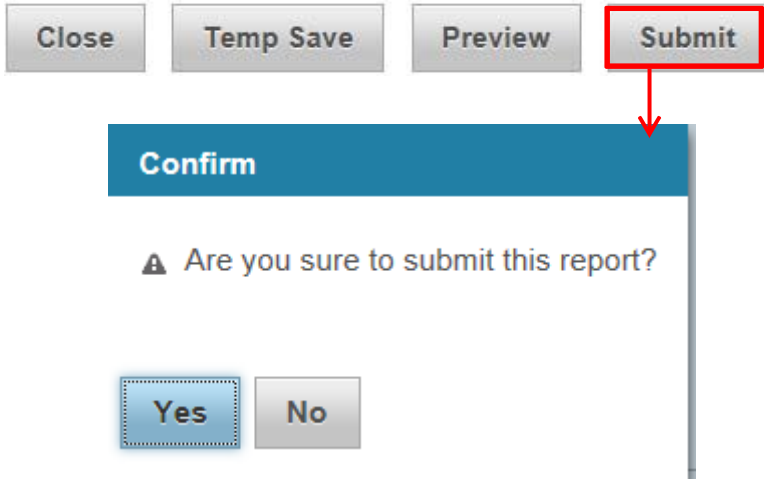 Close Temp Save Preview Submit
Confirm
Are you sure to submit this report?
Yes No